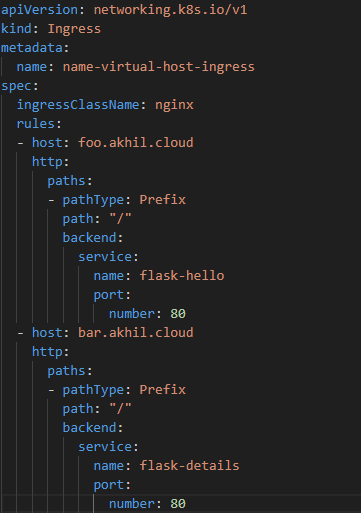 apiVersion: networking.k8s.io/v1
kind: Ingress
metadata:
  name: name-virtual-host-ingress
spec:
  ingressClassName: nginx
  rules:
  - host: foo.akhil.cloud
    http:
      paths:
      - pathType: Prefix
        path: "/"
        backend:
          service:
            name: flask-hello
            port:
              number: 80
  - host: bar.akhil.cloud
    http:
      paths:
      - pathType: Prefix
        path: "/"
        backend:
          service:
            name: flask-details
            port:
              number: 80